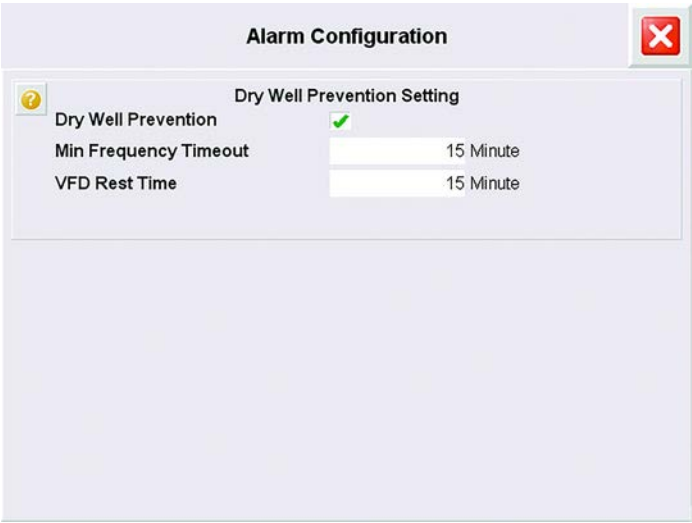 Alarm Configuration
Dry Well Prevention Setting
Dry Well Prevention
Min Frequency Timeout 15 Minute
VFD Rest Time 15 Minute